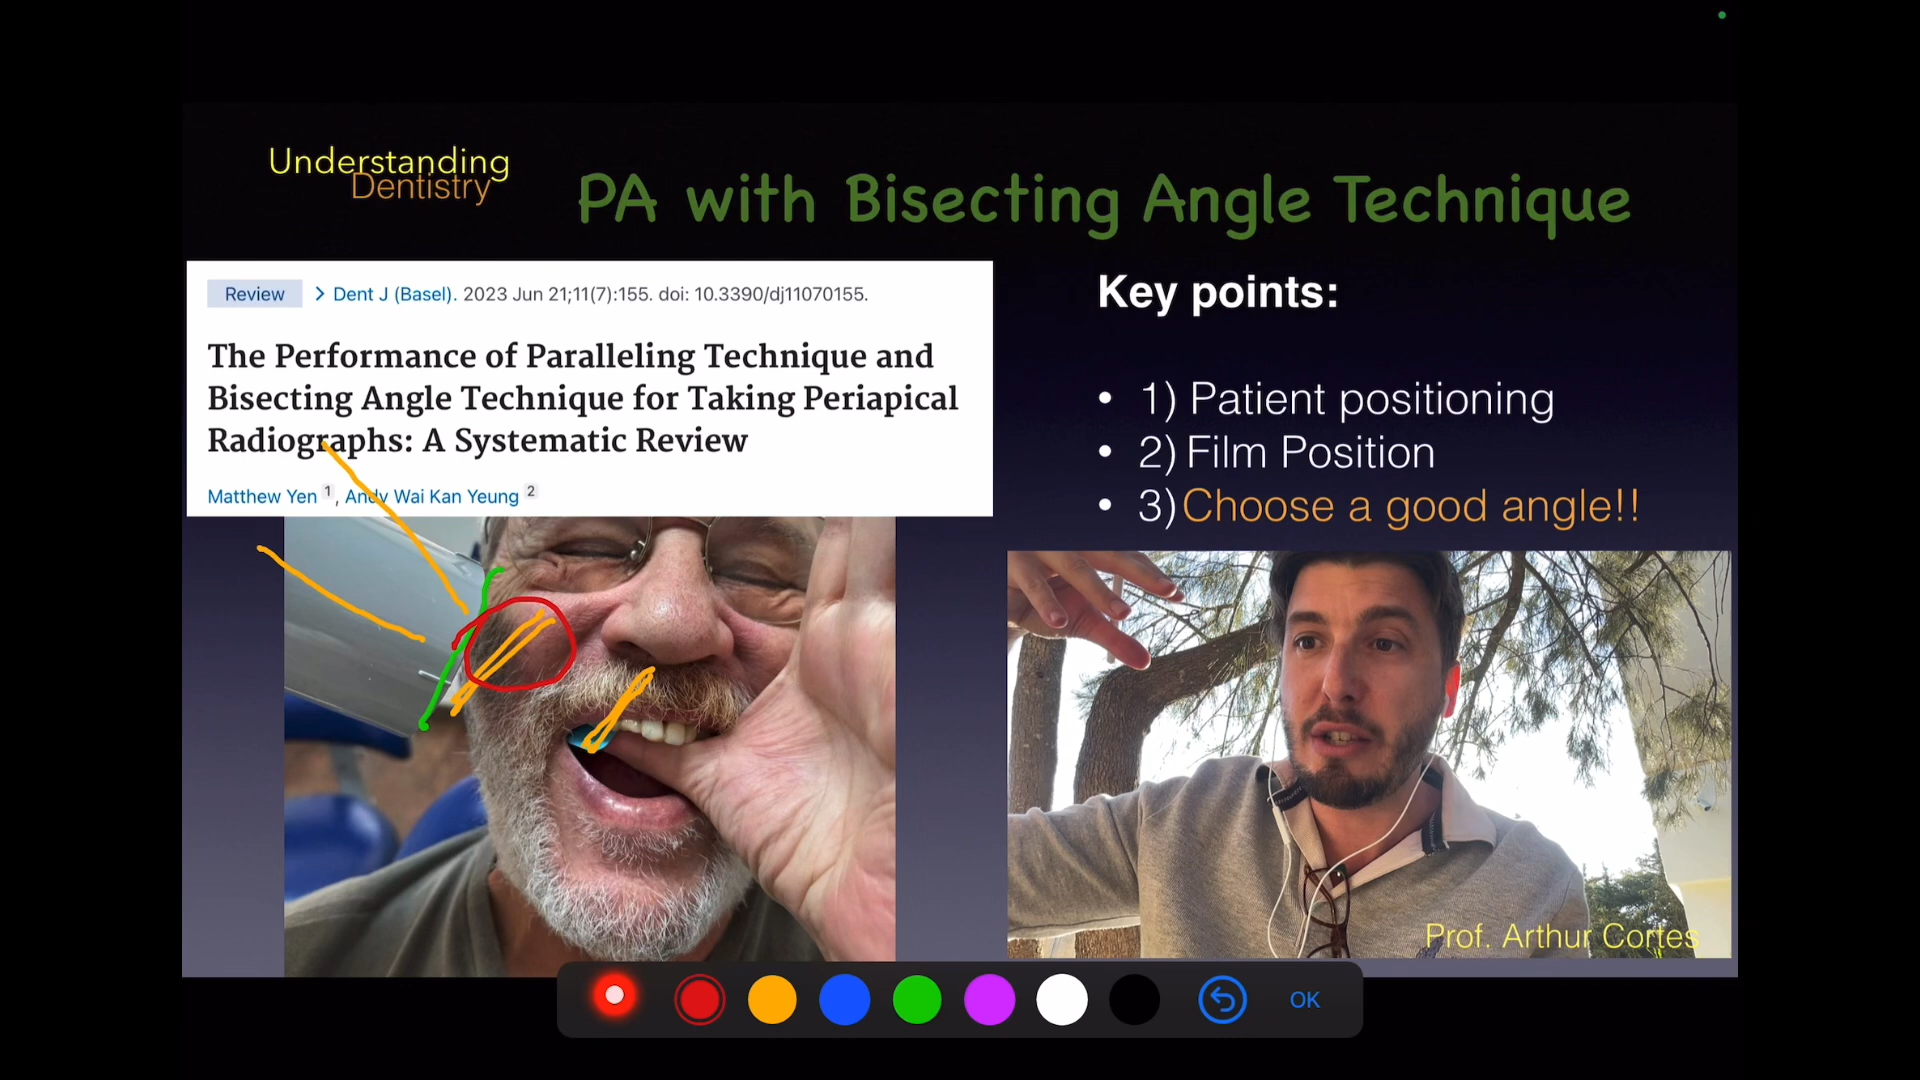 Understanding
Dentistry
PA with Bisecting Angle Technique
Review > Dent J (Basel). 2023 Jun 21;11(7):155. doi: 10.3390/dj11070155.
The Performance of Paralleling Technique and
Bisecting Angle Technique for Taking Periapical
Radiographs: A Systematic Review
Matthew Yen 1, Andy Wai Kan Yeung 2
Key points:
• 1) Patient positioning
• 2) Film Position
• 3) Choose a good angle!!
Prof. Arthur Cortes
OK